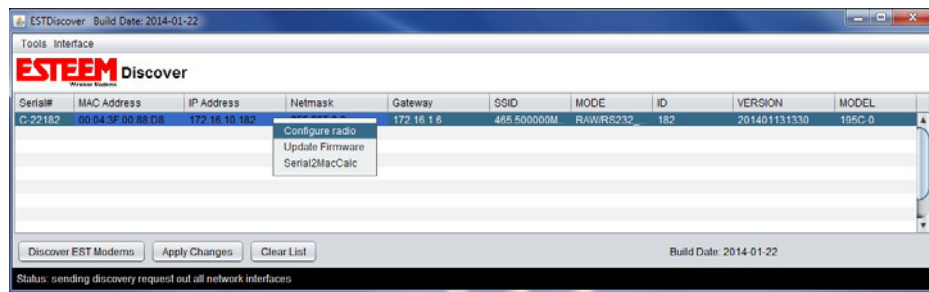 ESTDiscover Build Date: 2014-01-22
Tools Interface
ESTEEM Discover
Wireless Modems
Serial# MAC Address IP Address Netmask Gateway SSID MODE ID VERSION MODEL
C-22182 00:04:3F:00:88:D8 172.16.10.182 172.16.1.6 465.500000M... RAW/RS232_... 182 201401131330 195C-0
Configure radio
Update Firmware
Serial2MacCalc
Discover EST Modems Apply Changes Clear List Build Date: 2014-01-22
Status: sending discovery request out all network interfaces